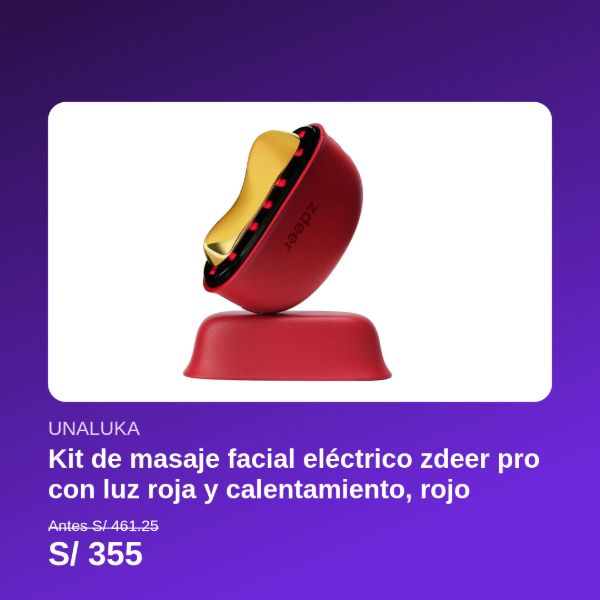 zdeer
UNALUKA
Kit de masaje facial eléctrico zdeer pro
con luz roja y calentamiento, rojo
Antes S/ 461.25
S/ 355